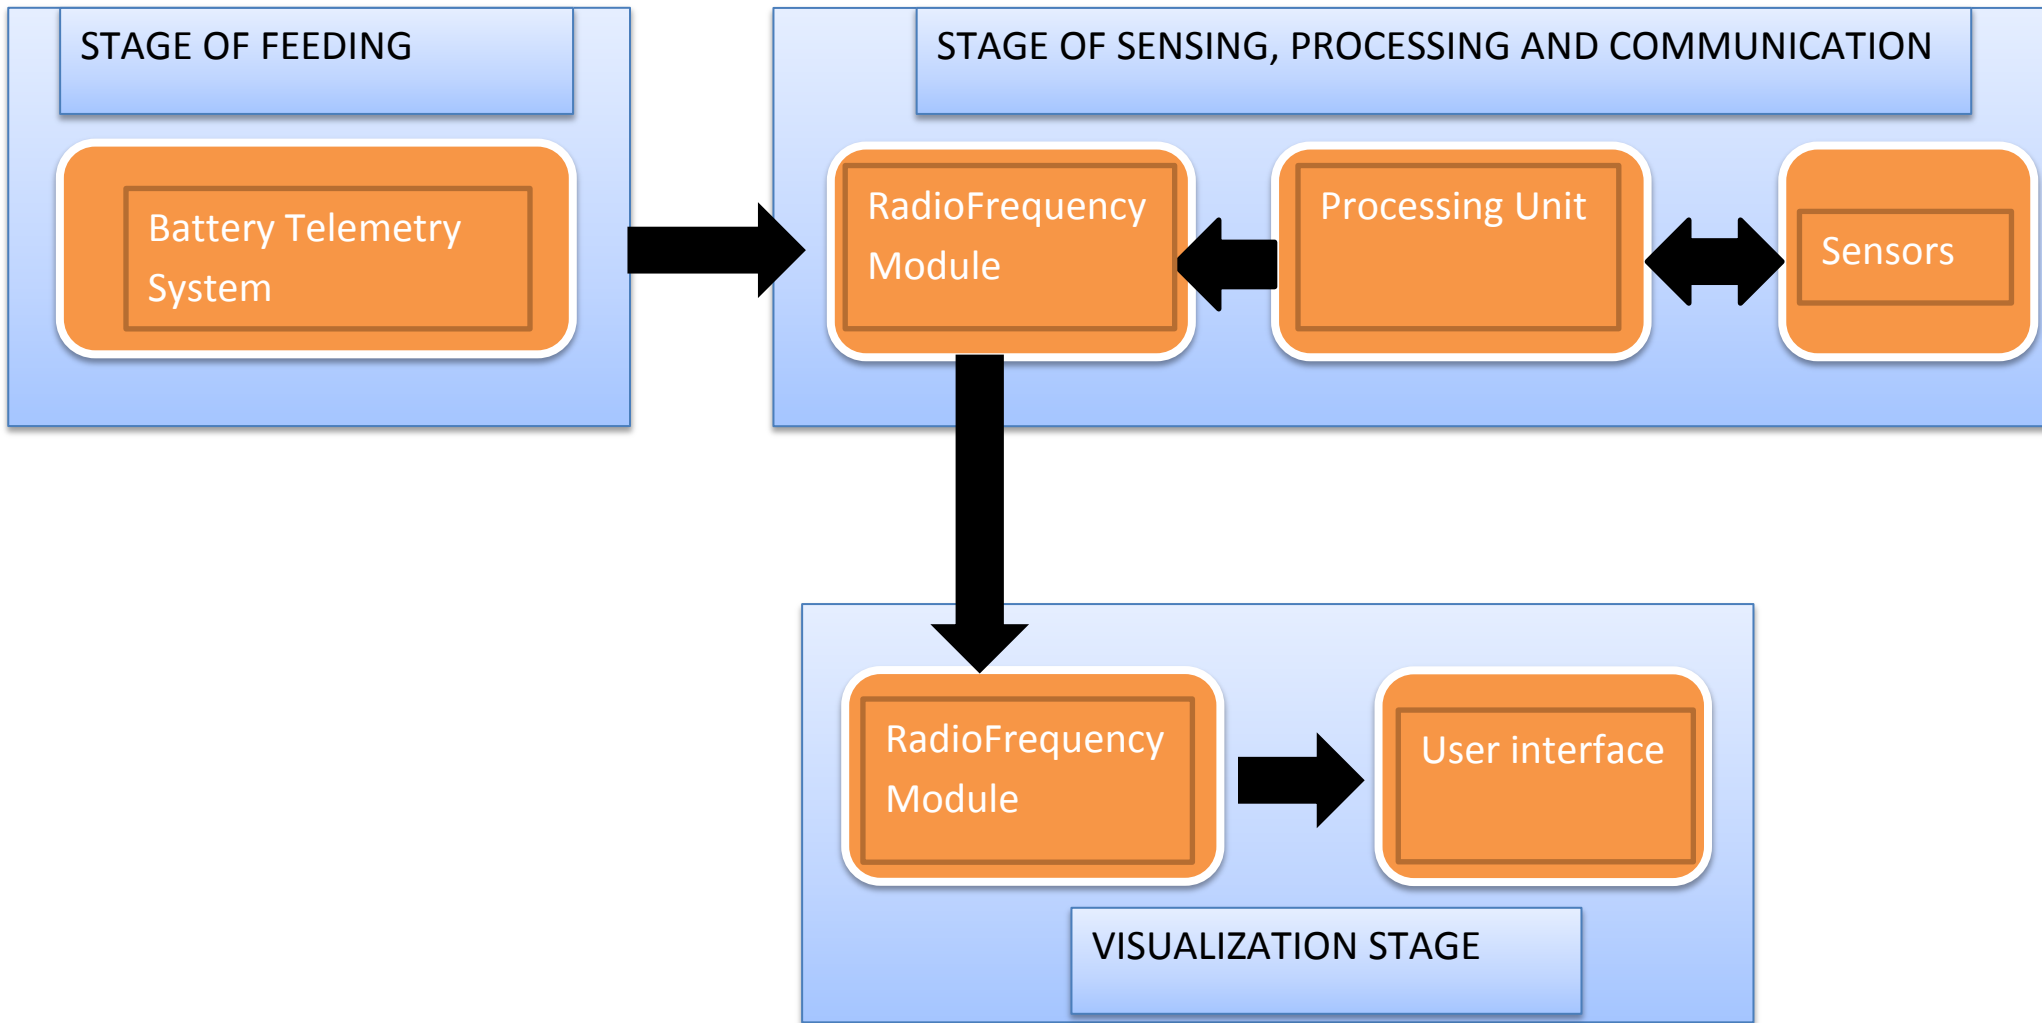 STAGE OF FEEDING
Battery Telemetry
System
STAGE OF SENSING, PROCESSING AND COMMUNICATION
RadioFrequency
Module
Processing Unit
Sensors
RadioFrequency
Module
User interface
VISUALIZATION STAGE